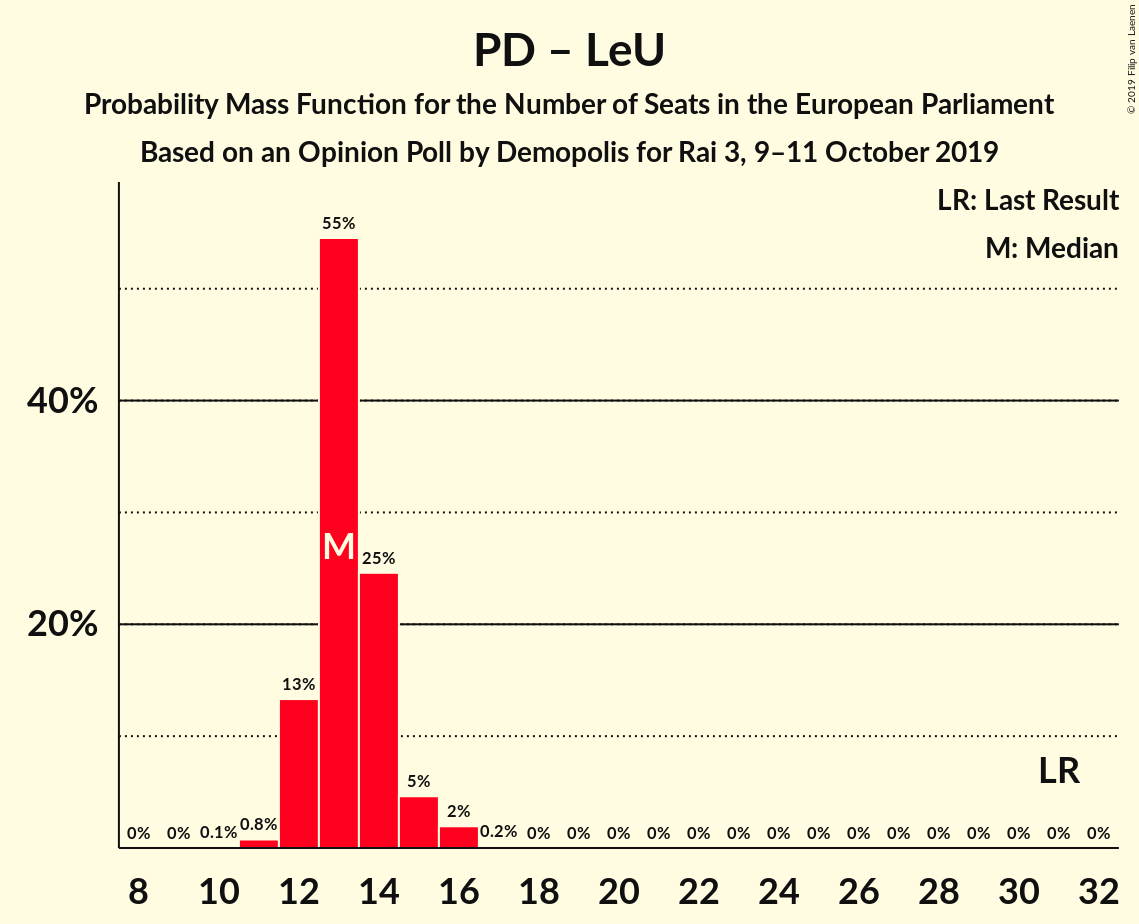 PD – LeU
Probability Mass Function for the Number of Seats in the European Parliament
Based on an Opinion Poll by Demopolis for Rai 3, 9–11 October 2019
© 2019 Filip van Laenen
LR: Last Result
M: Median
55%
40%
M
25%
20%
13%
LR
5%
2%
0% 0% 0.1% 0.8% 0.2% 0% 0% 0% 0% 0% 0% 0% 0% 0% 0% 0% 0% 0% 0% 0%
8 10 12 14 16 18 20 22 24 26 28 30 32